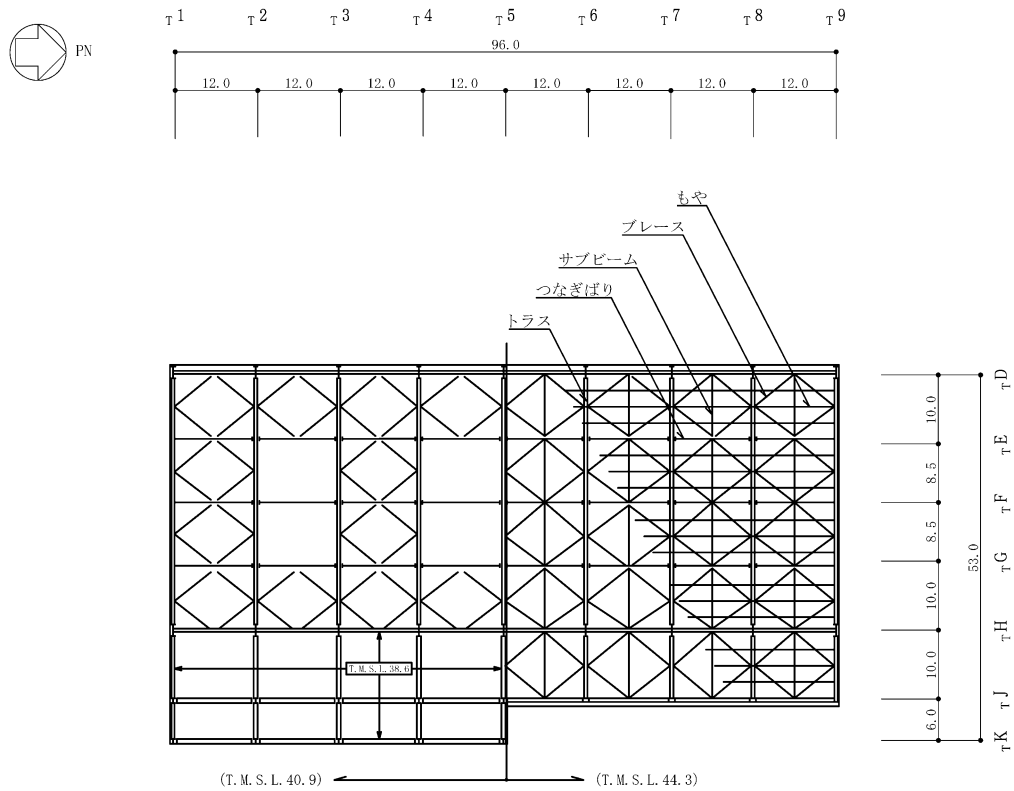 T1 T2 T3 T4 T5 T6 T7 T8 T9
PN
96.0
12.0 12.0 12.0 12.0 12.0 12.0 12.0 12.0
もや
ブレース
サブビーム
つなぎばり
トラス
TD
10.0
TE
8.5
TF
8.5
53.0
TG
10.0
TH
T.M.S.L.38.6
10.0
TJ
6.0
TK
(T.M.S.L.40.9) (T.M.S.L.44.3)